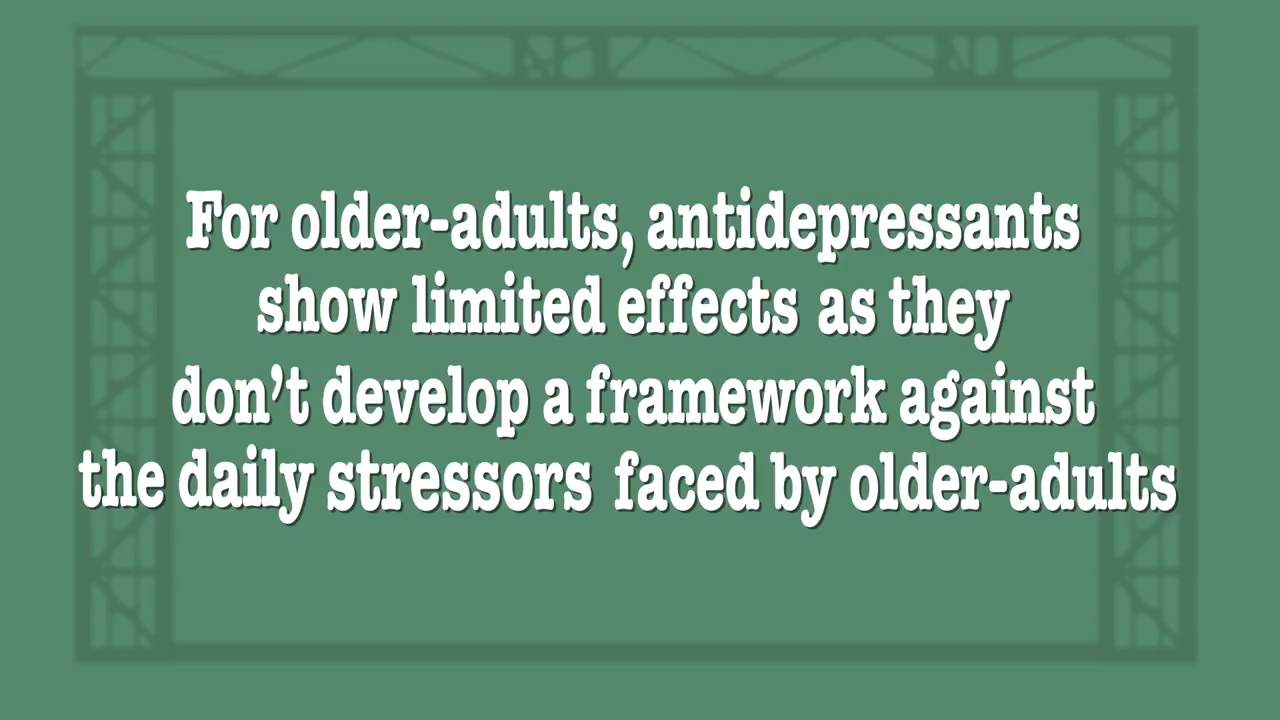 For older-adults, antidepressants
show limited effects as they
don’t develop a framework against
the daily stressors faced by older-adults